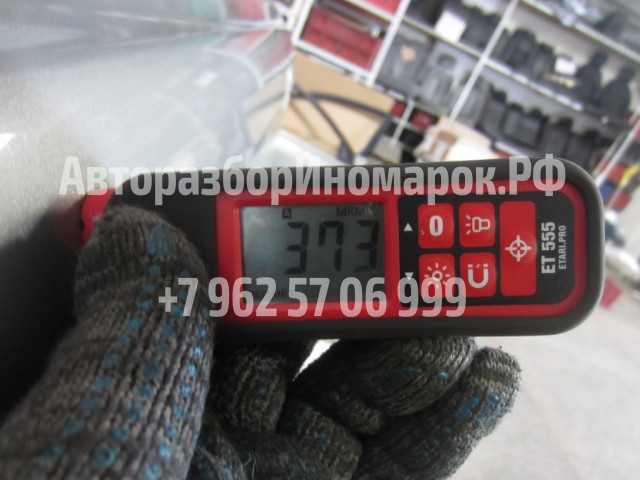 АвторазборИномарок.РФ
A МКМ
373
0
ET 555
ETARI.PRO
+7 962 57 06 999